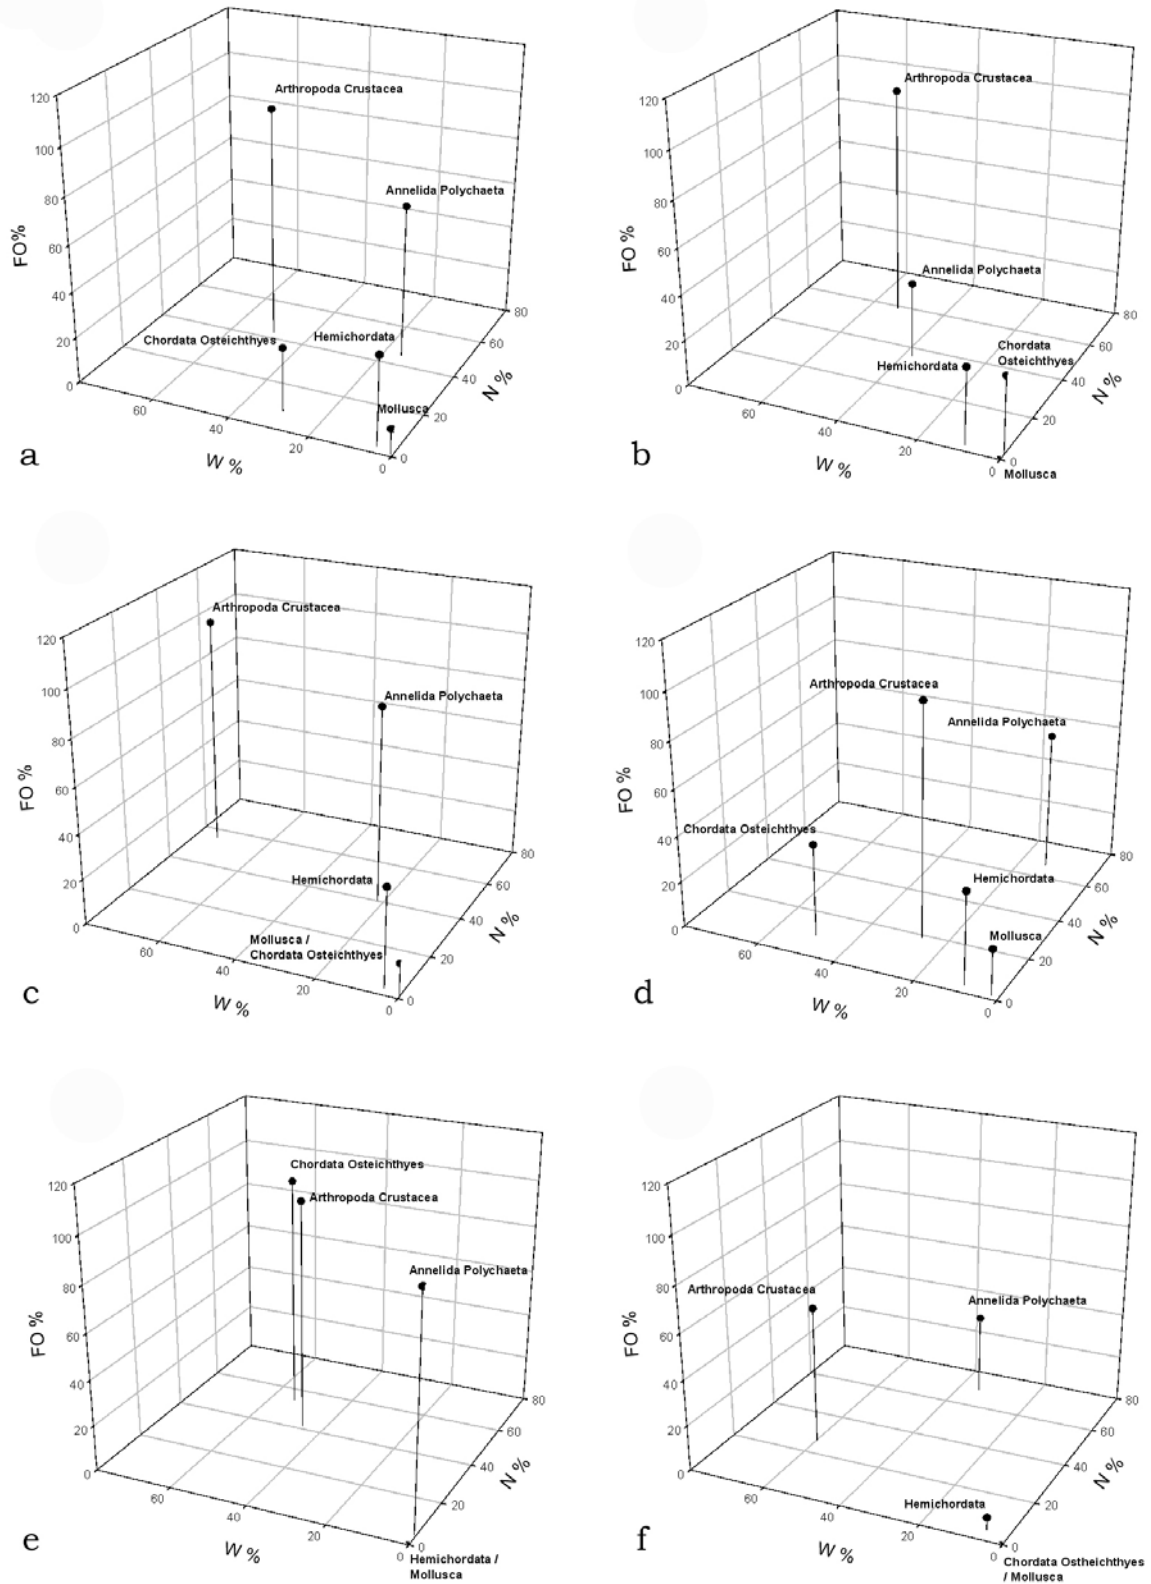 Arthropoda Crustacea
Annelida Polychaeta
Chordata Osteichthyes
Hemichordata
Mollusca
120
100
80
60
40
20
0
FO%
60
40
20
0
W %
0
20
40
60
80
N %
a
Arthropoda Crustacea
Annelida Polychaeta
Chordata
Osteichthyes
Hemichordata
Mollusca
120
100
80
60
40
20
0
FO %
60
40
20
0
W %
0
20
40
60
80
N %
b
Arthropoda Crustacea
Annelida Polychaeta
Hemichordata
Mollusca /
Chordata Osteichthyes
120
100
80
60
40
20
0
FO %
60
40
20
0
W %
0
20
40
60
80
N %
c
Arthropoda Crustacea
Annelida Polychaeta
Chordata Osteichthyes
Hemichordata
Mollusca
120
100
80
60
40
20
0
FO %
60
40
20
0
W %
0
20
40
60
80
N %
d
Chordata Osteichthyes
Arthropoda Crustacea
Annelida Polychaeta
Hemichordata /
Mollusca
120
100
80
60
40
20
0
FO %
60
40
20
0
W %
0
20
40
60
80
N %
e
Arthropoda Crustacea
Annelida Polychaeta
Hemichordata
Chordata Ostheichthyes
/ Mollusca
120
100
80
60
40
20
0
FO %
60
40
20
0
W %
0
20
40
60
80
N %
f